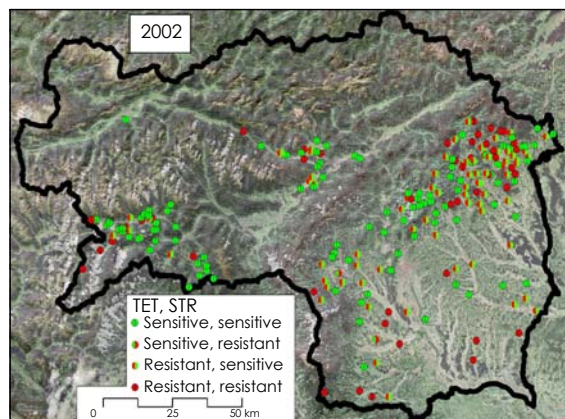 2002
TET, STR
Sensitive, sensitive
Sensitive, resistant
Resistant, sensitive
Resistant, resistant
0 25 50 km